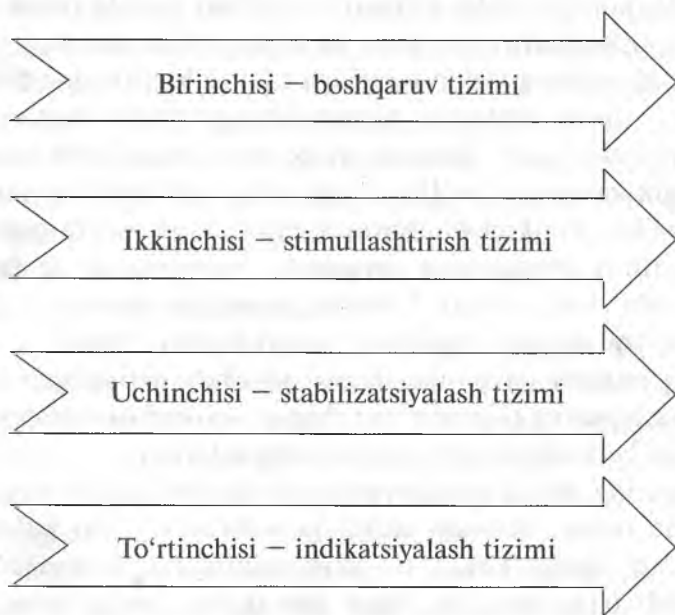 Birinchisi – boshqaruv tizimi
Ikkinchisi – stimullashtirish tizimi
Uchinchisi – stabilizatsiyalash tizimi
To‘rtinchisi – indikatsiyalash tizimi